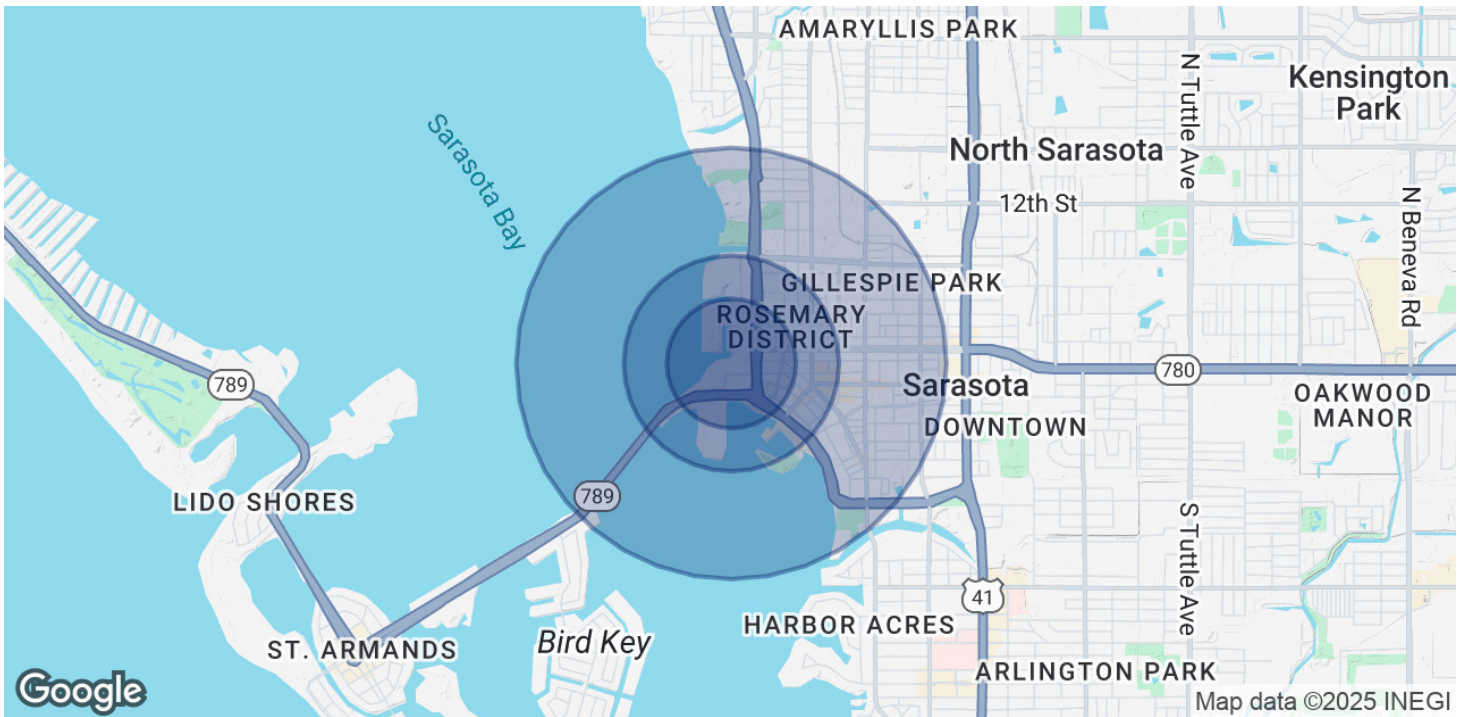 AMARYLLIS PARK
Kensington
Park
N Tuttle Ave
Sarasota Bay
North Sarasota
12th St
N Beneva Rd
GILLESPIE PARK
ROSEMARY
DISTRICT
789
780
Sarasota
OAKWOOD
MANOR
DOWNTOWN
LIDO SHORES
789
S Tuttle Ave
41
HARBOR ACRES
Bird Key
ST. ARMANDS
ARLINGTON PARK
Google
Map data ©2025 INEGI